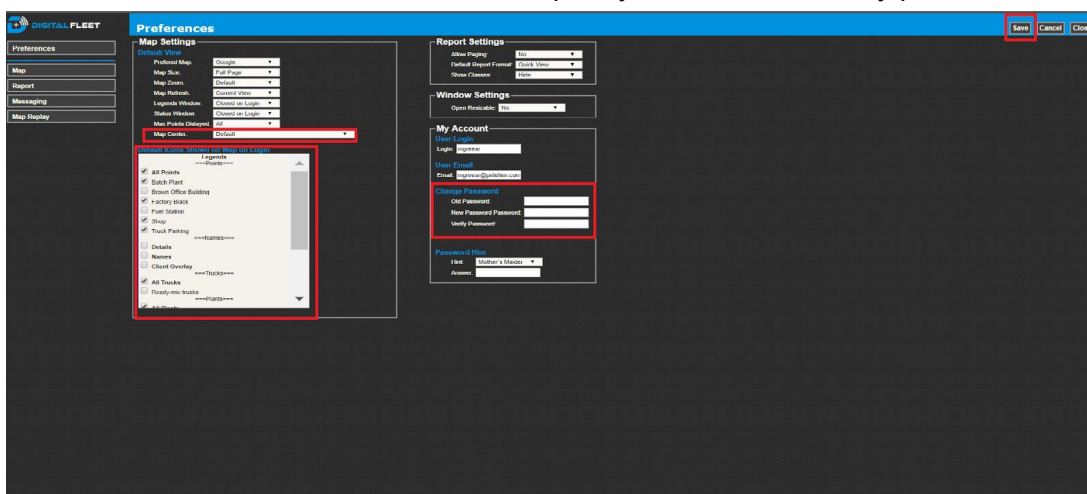 DIGITAL FLEET
Preferences
Save
Cancel
Clos
Preferences
Map
Report
Messaging
Map Replay
Map Settings
Default View
Prefered Map: Google
Map Size: Full Page
Map Zoom: Default
Map Refresh: Current View
Legends Window: Closed on Login
Status Window: Closed on Login
Max Points Dislayed: All
Map Center: Default
Default Icons Shown on Map on Login
Legends
===Points===
All Points
Batch Plant
Brown Office Building
Factory Black
Fuel Station
Shop
Truck Parking
===Names===
Details
Names
Client Overlay
===Trucks===
All Trucks
Ready-mix trucks
===Plants===
All Plants
Report Settings
Allow Paging: No
Default Report Format: Quick View
Show Classes: Hide
Window Settings
Open Resizable: No
My Account
User Login
Login: mgreear
User Email
Email:
Change Password
Old Password:
New Password Password:
Verify Password:
Password Hint
Hint: Mother's Maiden
Answer: